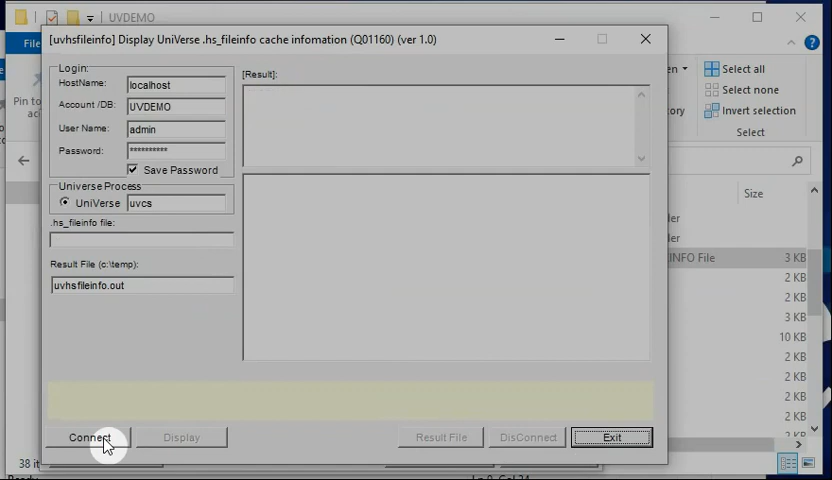 UVDEMO
[uvhsfileinfo] Display UniVerse .hs_fileinfo cache infomation (Q01160) (ver 1.0)
File
Login:
HostName: localhost
Account /DB: UVDEMO
User Name: admin
Password: **********
Save Password
Universe Process
UniVerse uvcs
.hs_fileinfo file:
Result File (c:\temp):
uvhsfileinfo.out
[Result]:
Connect Display Result File DisConnect Exit
Pin to
Select all
Select none
Invert selection
Select
Size
INFO File 3 KB
2 KB
2 KB
3 KB
10 KB
2 KB
2 KB
2 KB
2 KB
38 it